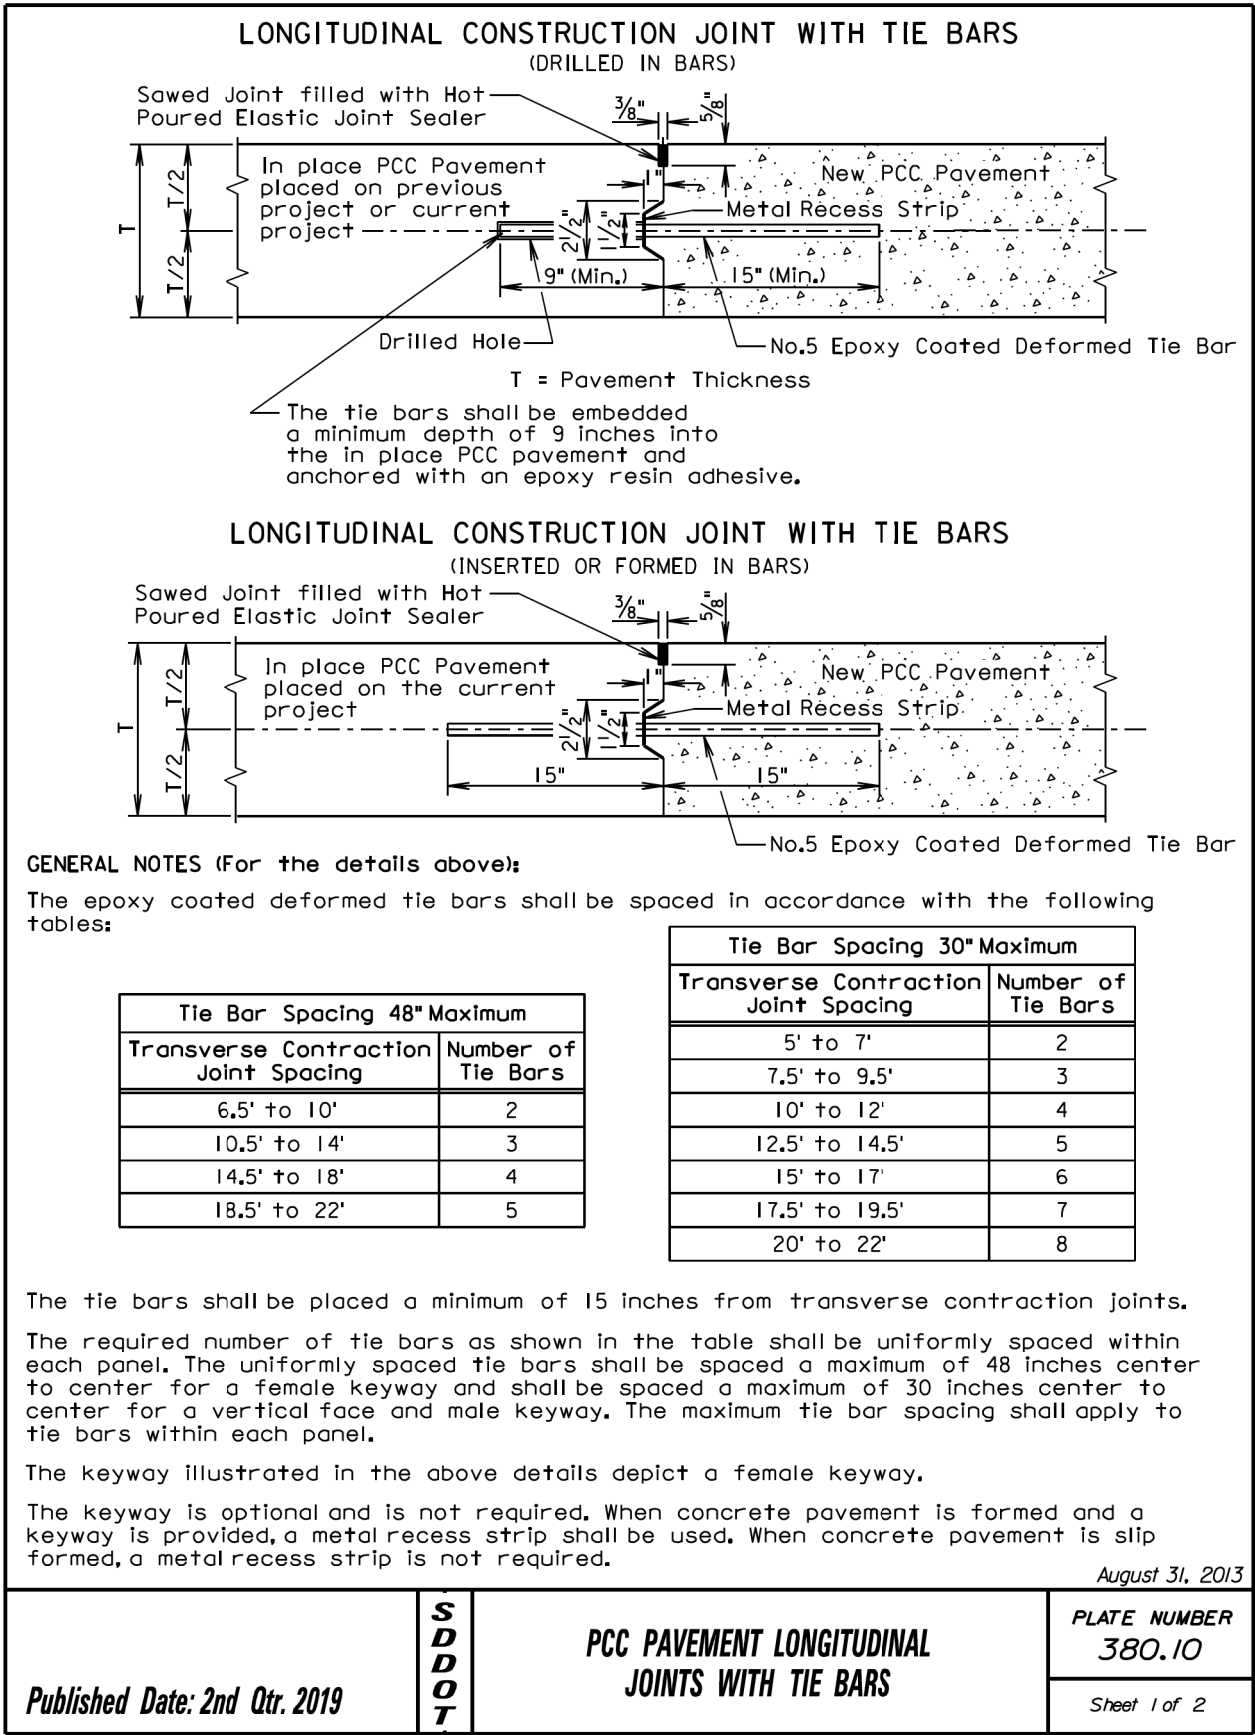 LONGITUDINAL CONSTRUCTION JOINT WITH TIE BARS
(DRILLED IN BARS)
Sawed Joint filled with Hot
Poured Elastic Joint Sealer
3/8"
5/8"
In place PCC Pavement
placed on previous
project or current
project
New PCC Pavement
1"
Metal Recess Strip
T
T/2
T/2
2 1/2"
1 1/2"
9" (Min.)
15" (Min.)
Drilled Hole
No.5 Epoxy Coated Deformed Tie Bar
T = Pavement Thickness
The tie bars shall be embedded
a minimum depth of 9 inches into
the in place PCC pavement and
anchored with an epoxy resin adhesive.
LONGITUDINAL CONSTRUCTION JOINT WITH TIE BARS
(INSERTED OR FORMED IN BARS)
Sawed Joint filled with Hot
Poured Elastic Joint Sealer
3/8"
5/8"
In place PCC Pavement
placed on the current
project
New PCC Pavement
1"
Metal Recess Strip
T
T/2
T/2
2 1/2"
1 1/2"
15"
15"
No.5 Epoxy Coated Deformed Tie Bar
GENERAL NOTES (For the details above):
The epoxy coated deformed tie bars shall be spaced in accordance with the following
tables:
Tie Bar Spacing 48" Maximum
Transverse Contraction Joint Spacing Number of Tie Bars
6.5' to 10' 2
10.5' to 14' 3
14.5' to 18' 4
18.5' to 22' 5
Tie Bar Spacing 30" Maximum
Transverse Contraction Joint Spacing Number of Tie Bars
5' to 7' 2
7.5' to 9.5' 3
10' to 12' 4
12.5' to 14.5' 5
15' to 17' 6
17.5' to 19.5' 7
20' to 22' 8
The tie bars shall be placed a minimum of 15 inches from transverse contraction joints.
The required number of tie bars as shown in the table shall be uniformly spaced within
each panel. The uniformly spaced tie bars shall be spaced a maximum of 48 inches center
to center for a female keyway and shall be spaced a maximum of 30 inches center to
center for a vertical face and male keyway. The maximum tie bar spacing shall apply to
tie bars within each panel.
The keyway illustrated in the above details depict a female keyway.
The keyway is optional and is not required. When concrete pavement is formed and a
keyway is provided, a metal recess strip shall be used. When concrete pavement is slip
formed, a metal recess strip is not required.
August 31, 2013
Published Date: 2nd Qtr. 2019
SDDOT
PCC PAVEMENT LONGITUDINAL
JOINTS WITH TIE BARS
PLATE NUMBER
380.10
Sheet 1 of 2